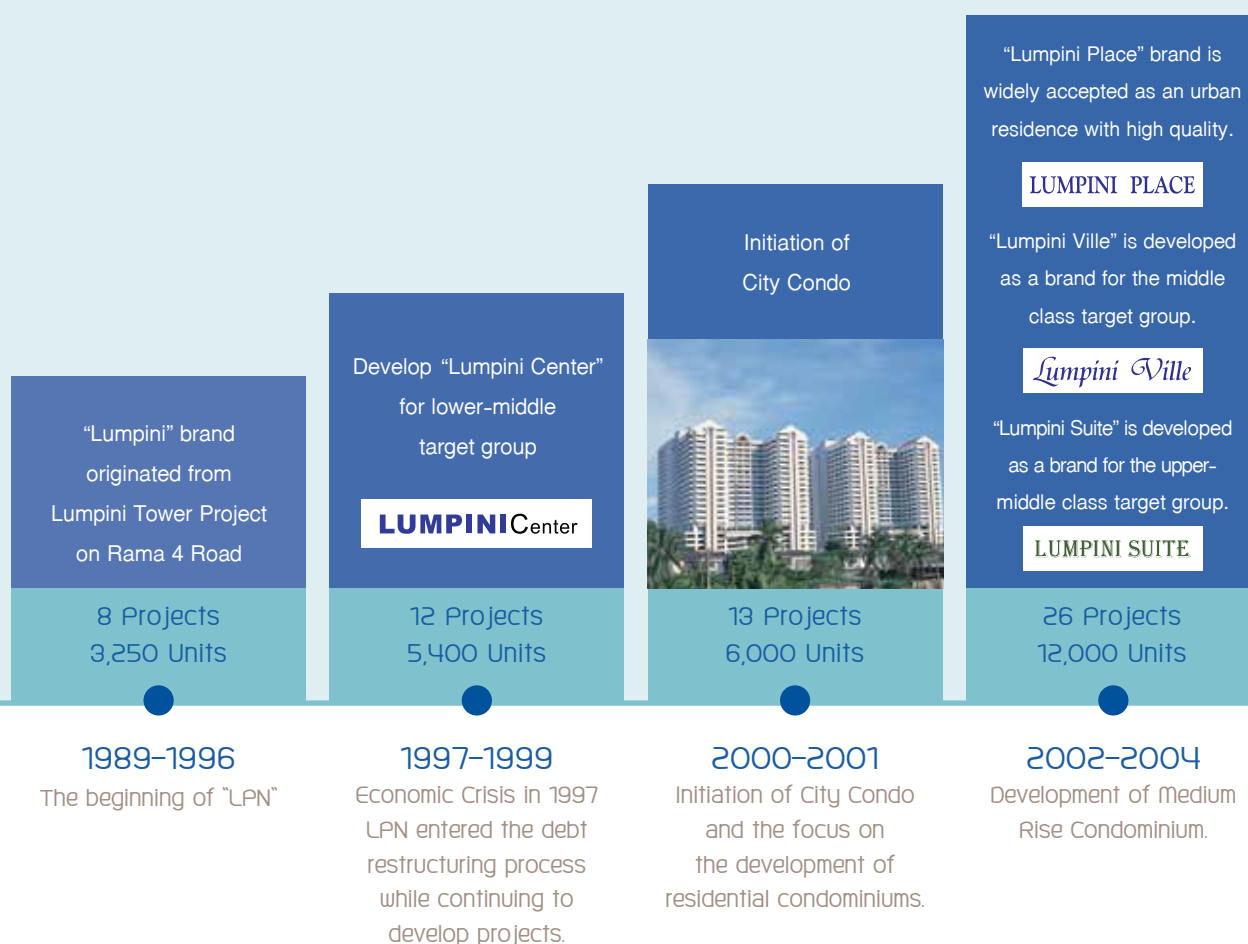 “Lumpini” brand
originated from
Lumpini Tower Project
on Rama 4 Road
8 Projects
3,250 Units
1989-1996
The beginning of “LPN“
Develop “Lumpini Center”
for lower-middle
target group
LUMPINI Center
12 Projects
5,400 Units
1997-1999
Economic Crisis in 1997
LPN entered the debt
restructuring process
while continuing to
develop projects.
Initiation of
City Condo
13 Projects
6,000 Units
2000-2001
Initiation of City Condo
and the focus on
the development of
residential condominiums.
“Lumpini Place” brand is
widely accepted as an urban
residence with high quality.
LUMPINI PLACE
“Lumpini Ville” is developed
as a brand for the middle
class target group.
Lumpini Ville
“Lumpini Suite” is developed
as a brand for the upper-
middle class target group.
LUMPINI SUITE
26 Projects
12,000 Units
2002-2004
Development of Medium
Rise Condominium.